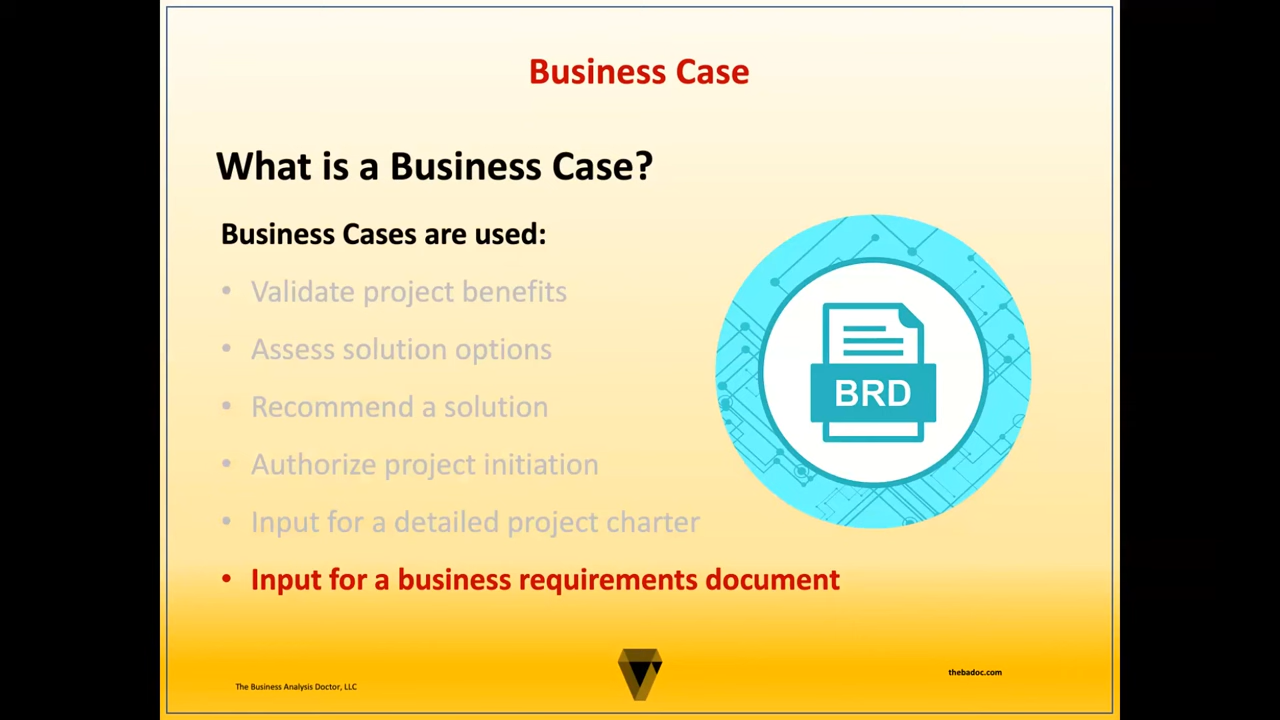 Business Case
What is a Business Case?
Business Cases are used:
• Validate project benefits
• Assess solution options
• Recommend a solution
• Authorize project initiation
• Input for a detailed project charter
• Input for a business requirements document
BRD
The Business Analysis Doctor, LLC
thebadoc.com